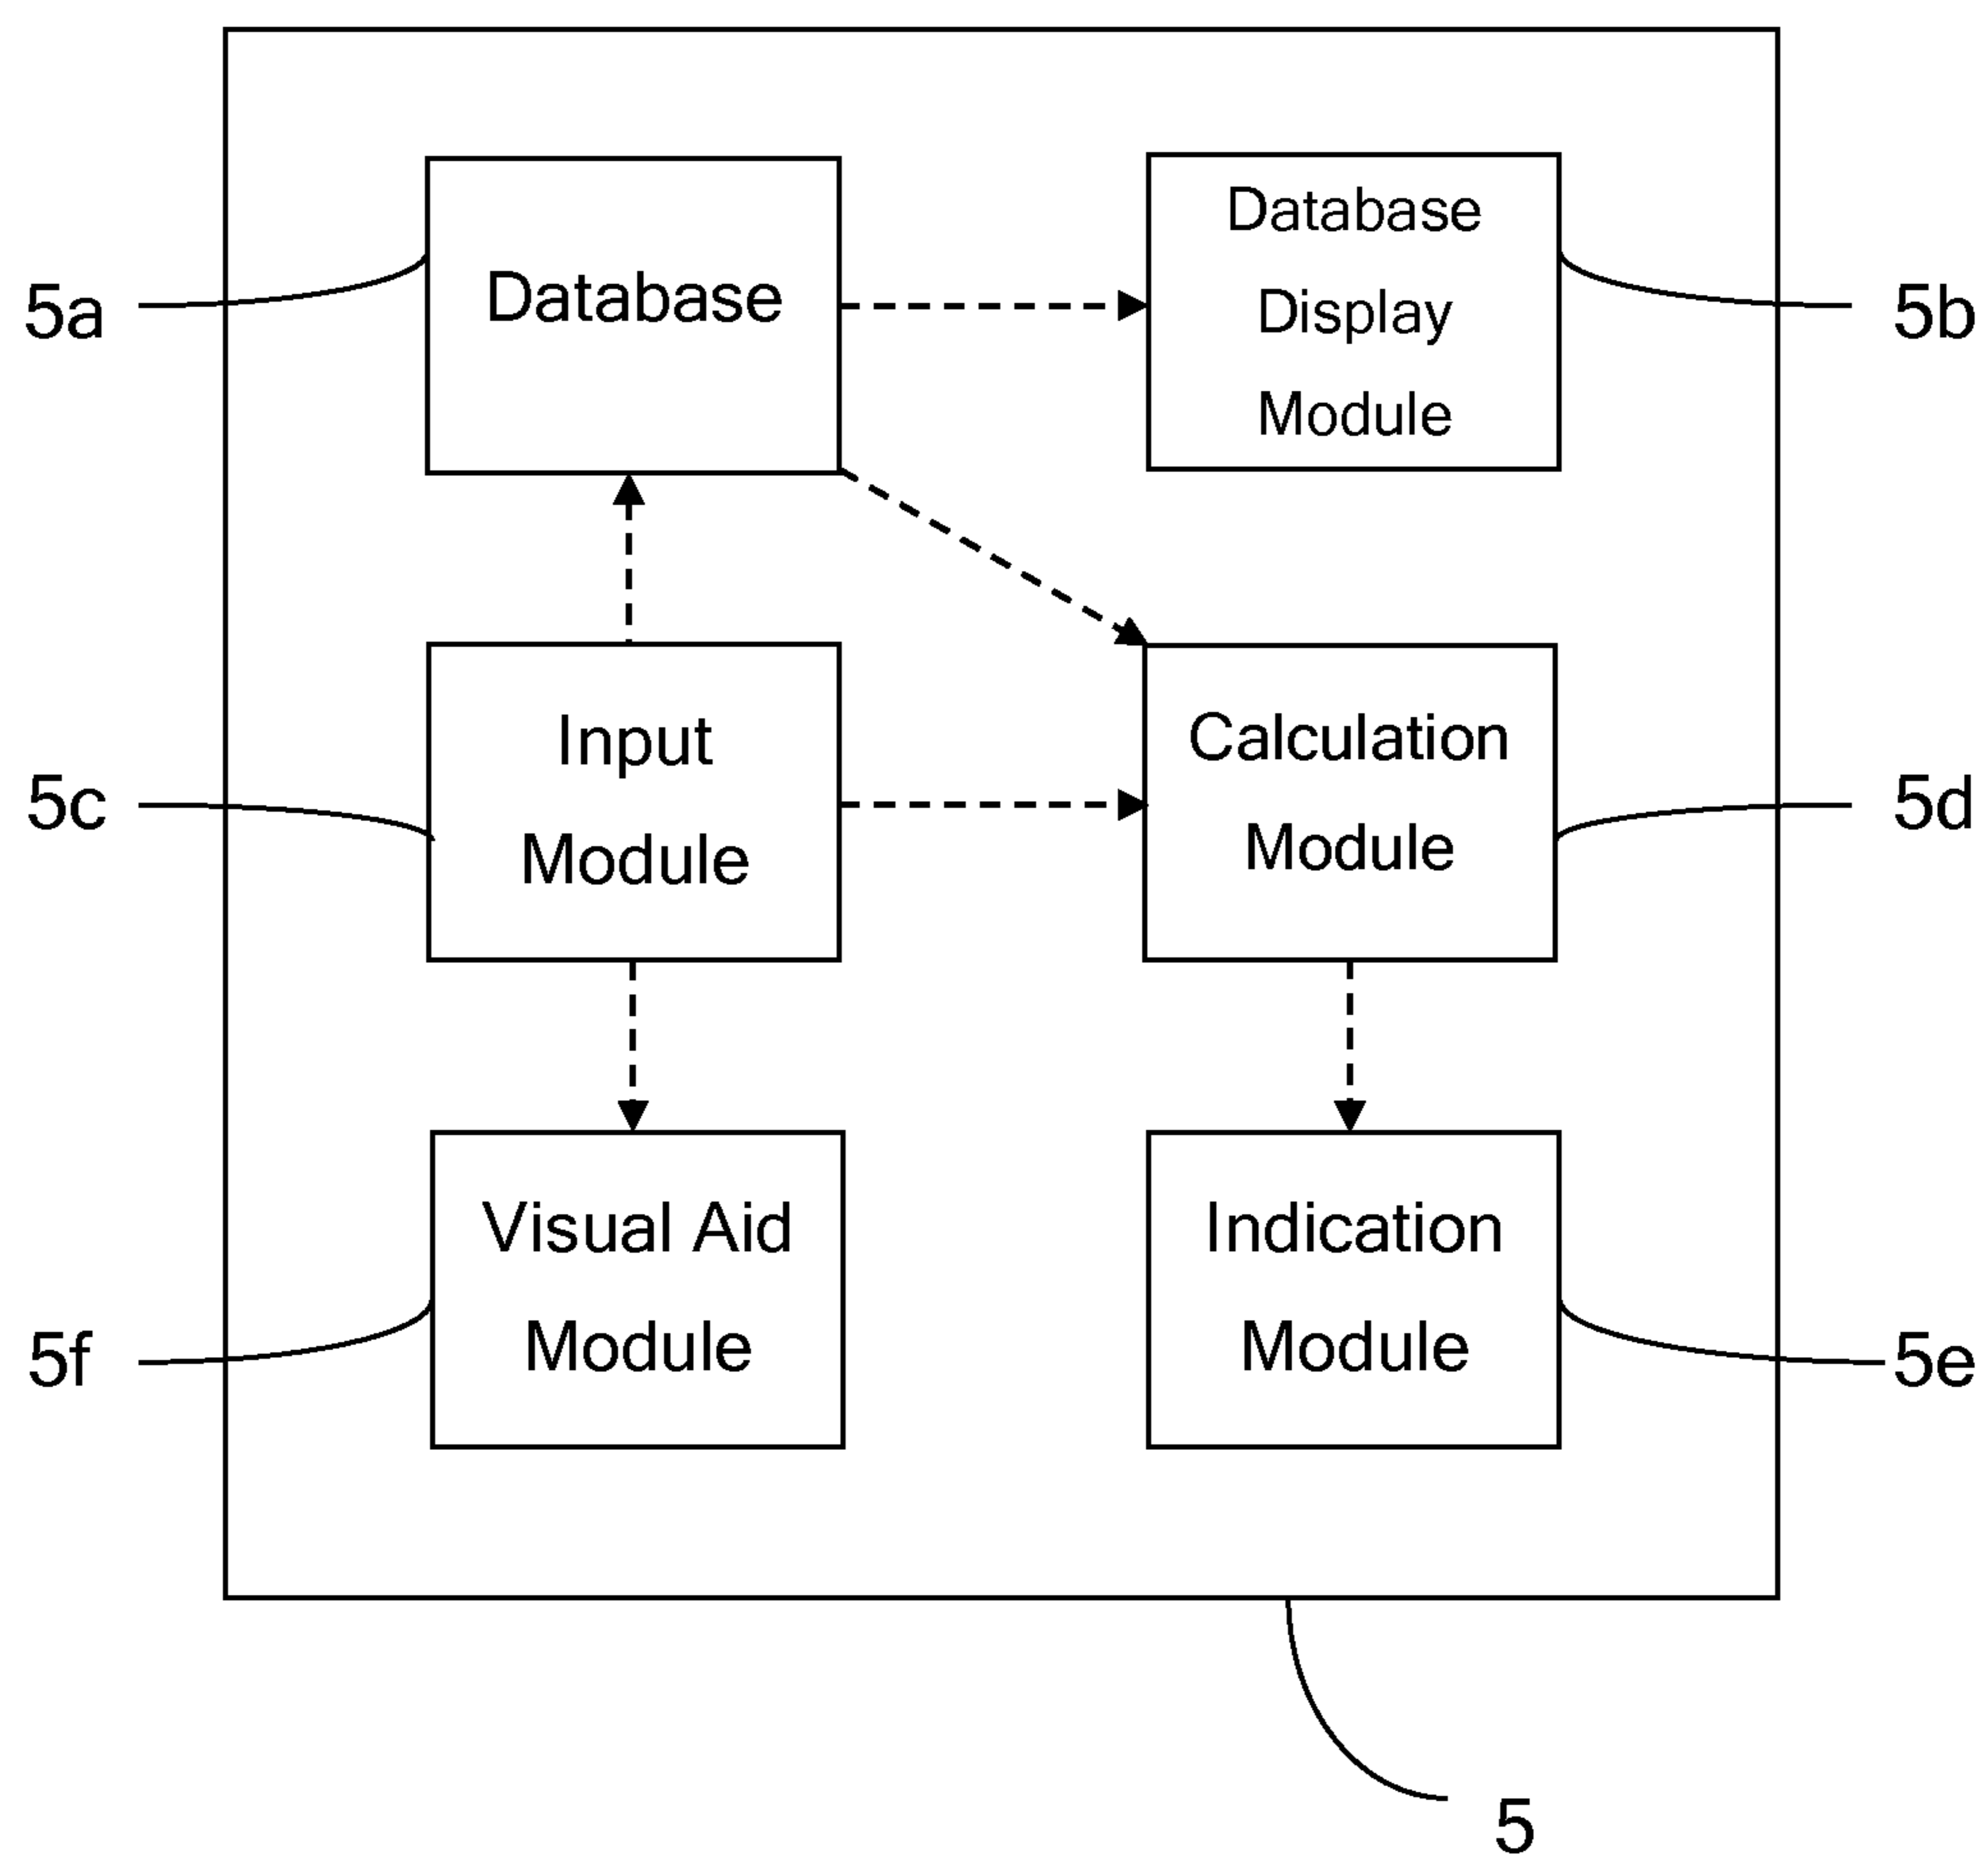 Database
Database
Display
Module
5a
5b
Input
Module
Calculation
Module
5c
5d
Visual Aid
Module
Indication
Module
5f
5e
5